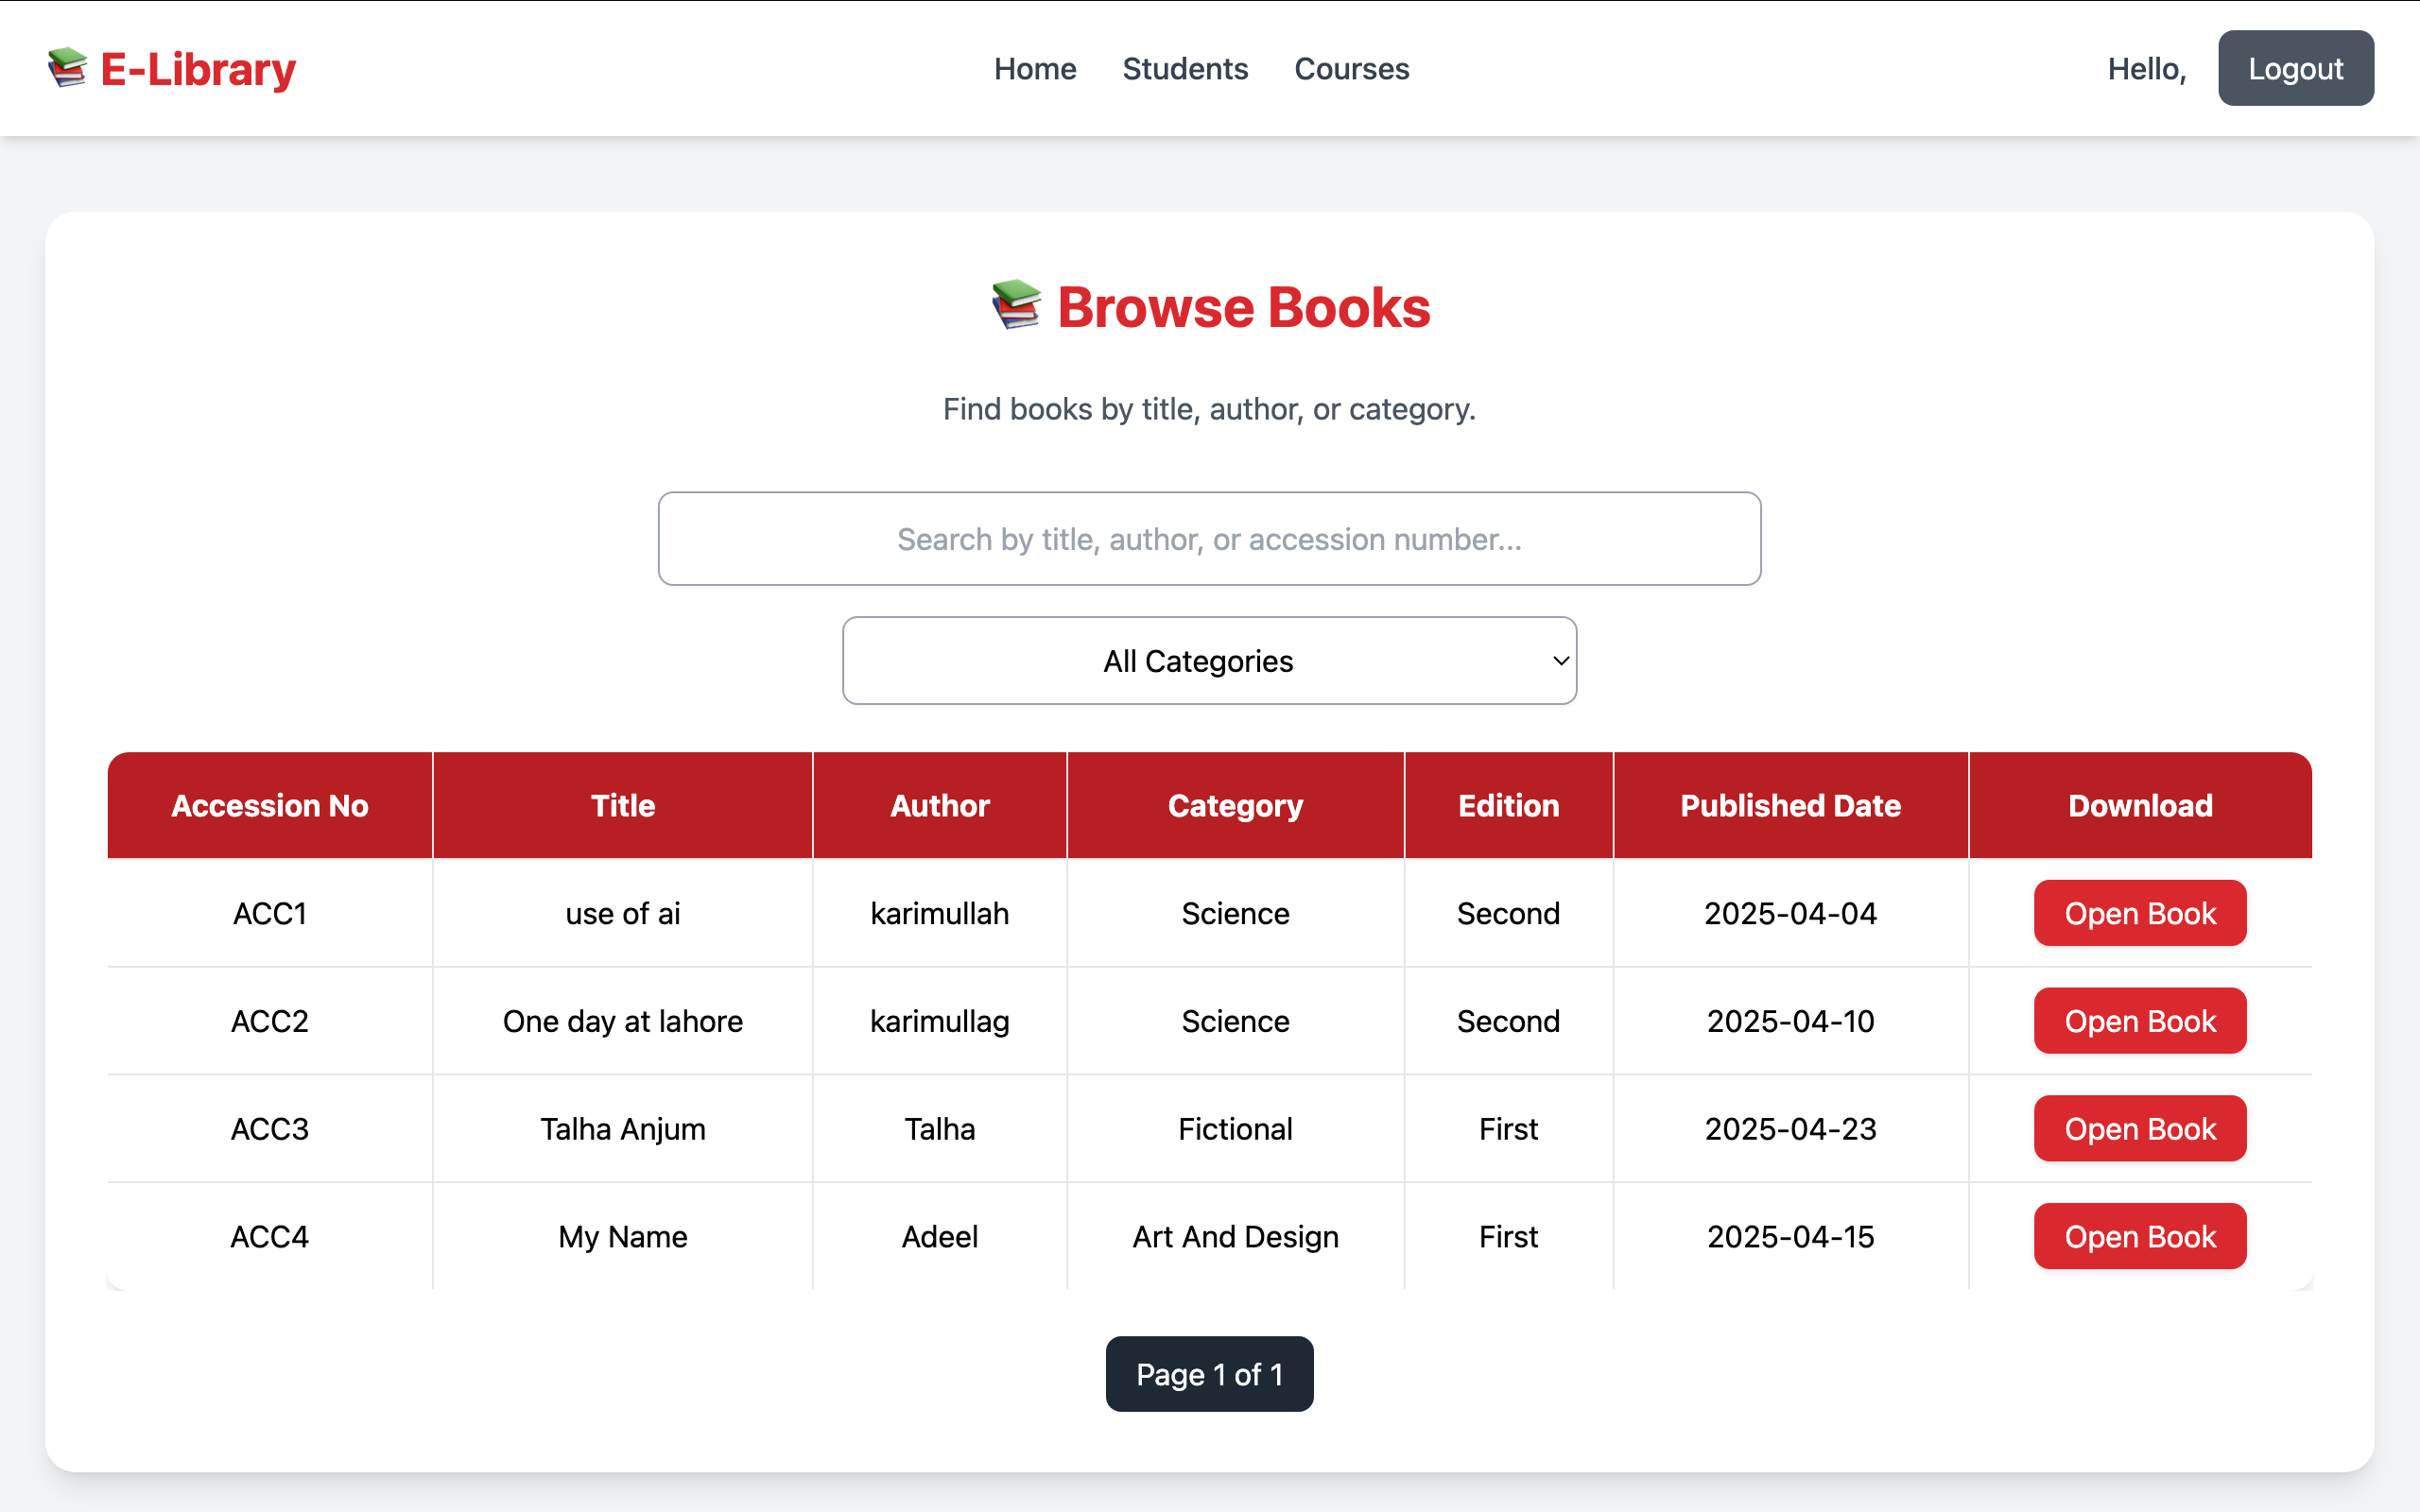 E-Library Home Students Courses Hello, Logout
Browse Books
Find books by title, author, or category.
Search by title, author, or accession number...
All Categories
Accession No Title Author Category Edition Published Date Download
ACC1 use of ai karimullah Science Second 2025-04-04 Open Book
ACC2 One day at lahore karimullag Science Second 2025-04-10 Open Book
ACC3 Talha Anjum Talha Fictional First 2025-04-23 Open Book
ACC4 My Name Adeel Art And Design First 2025-04-15 Open Book
Page 1 of 1